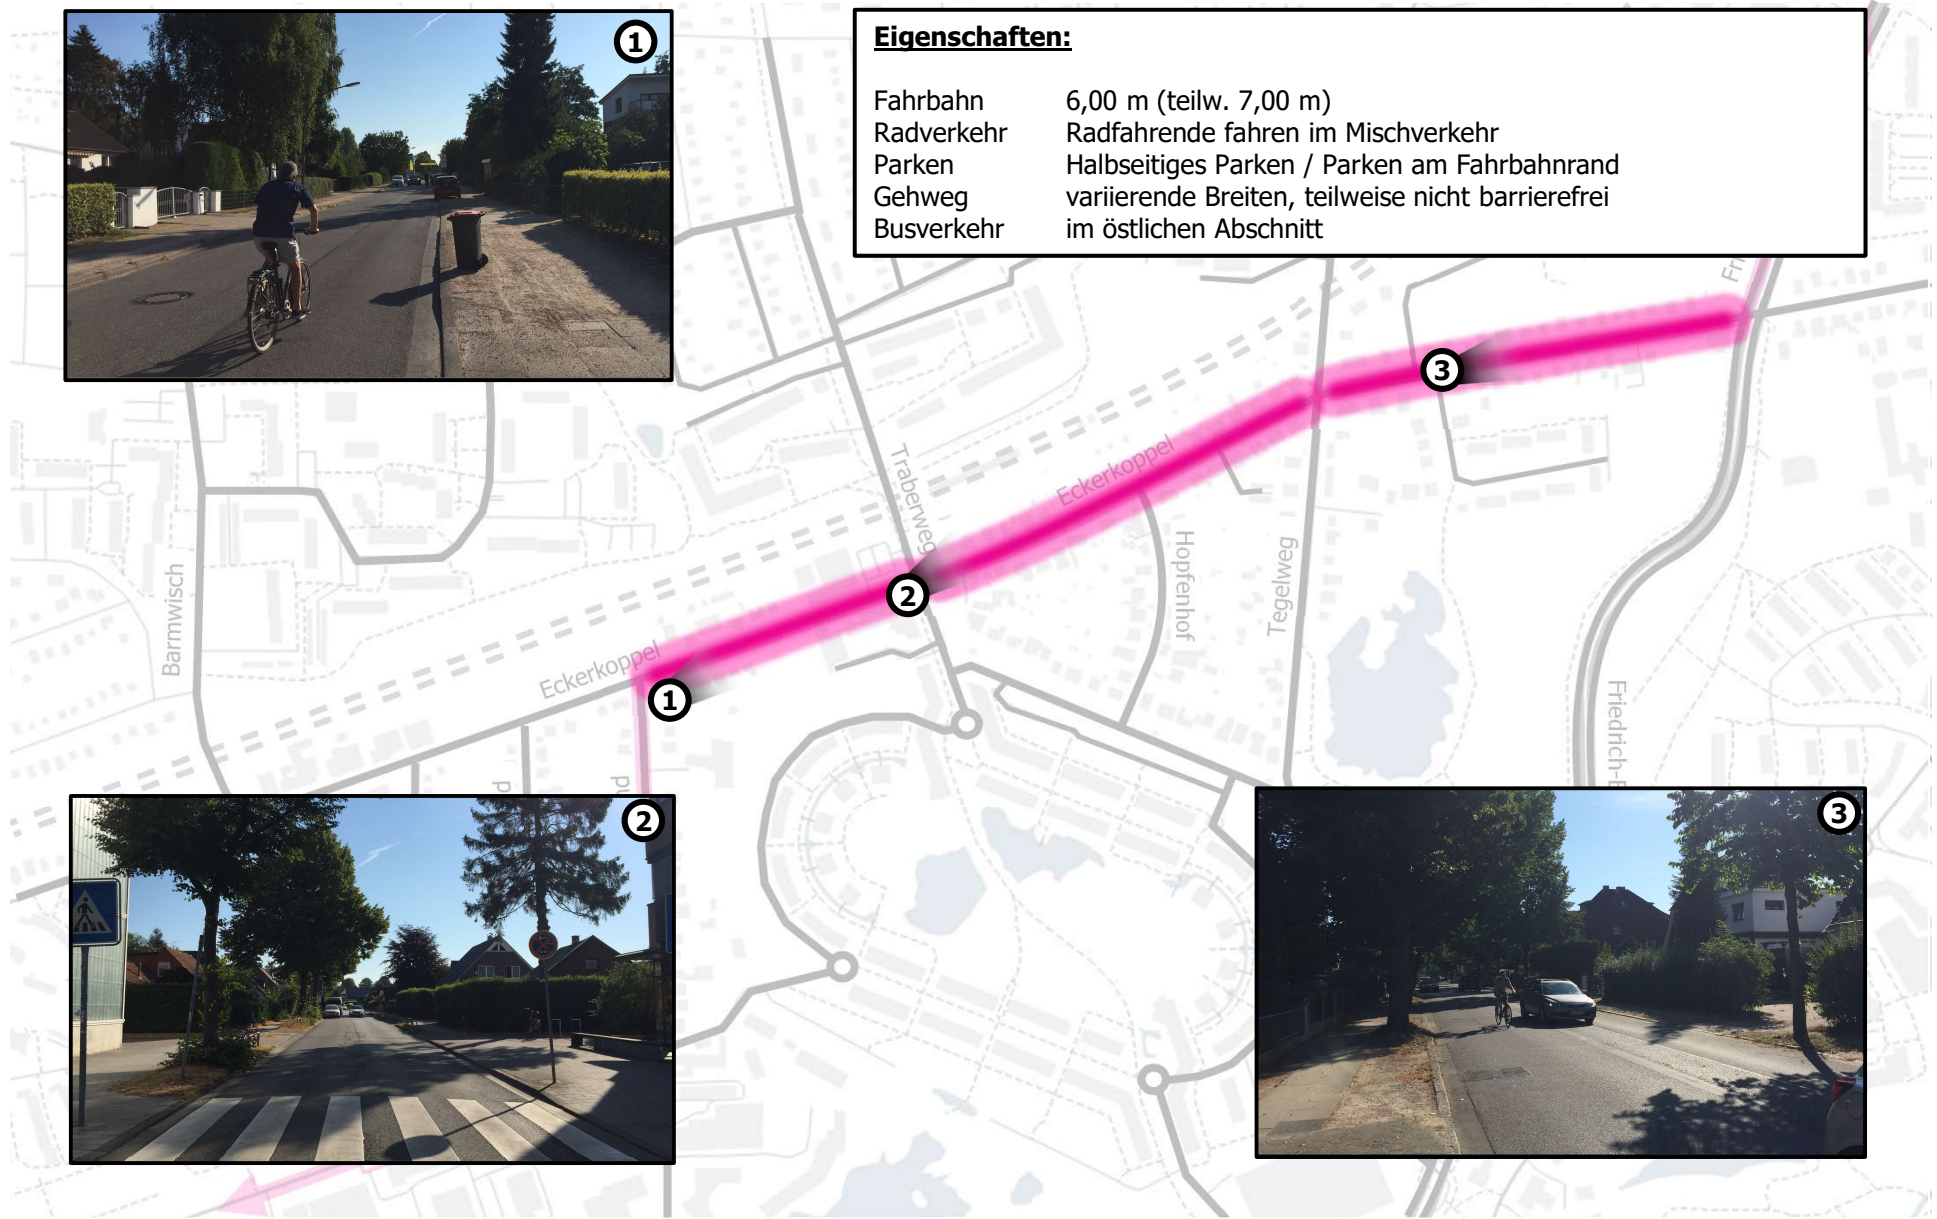 1
Eigenschaften:
Fahrbahn 6,00 m (teilw. 7,00 m)
Radverkehr Radfahrende fahren im Mischverkehr
Parken Halbseitiges Parken / Parken am Fahrbahnrand
Gehweg variierende Breiten, teilweise nicht barrierefrei
Busverkehr im östlichen Abschnitt
Fri
3
Traberweg
Eckerkoppel
Hopfenhof
Tegelweg
Barmwisch
2
Eckerkoppel
1
Friedrich-E
d
d
2
3